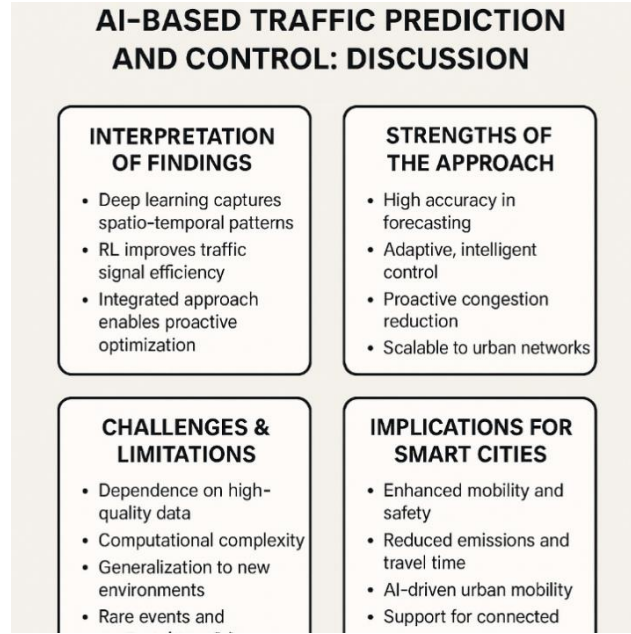 AI-BASED TRAFFIC PREDICTION
AND CONTROL: DISCUSSION
INTERPRETATION
OF FINDINGS
• Deep learning captures
spatio-temporal patterns
• RL improves traffic
signal efficiency
• Integrated approach
enables proactive
optimization
STRENGTHS OF
THE APPROACH
• High accuracy in
forecasting
• Adaptive, intelligent
control
• Proactive congestion
reduction
• Scalable to urban networks
CHALLENGES &
LIMITATIONS
• Dependence on high-
quality data
• Computational complexity
• Generalization to new
environments
• Rare events and
IMPLICATIONS FOR
SMART CITIES
• Enhanced mobility and
safety
• Reduced emissions and
travel time
• AI-driven urban mobility
• Support for connected